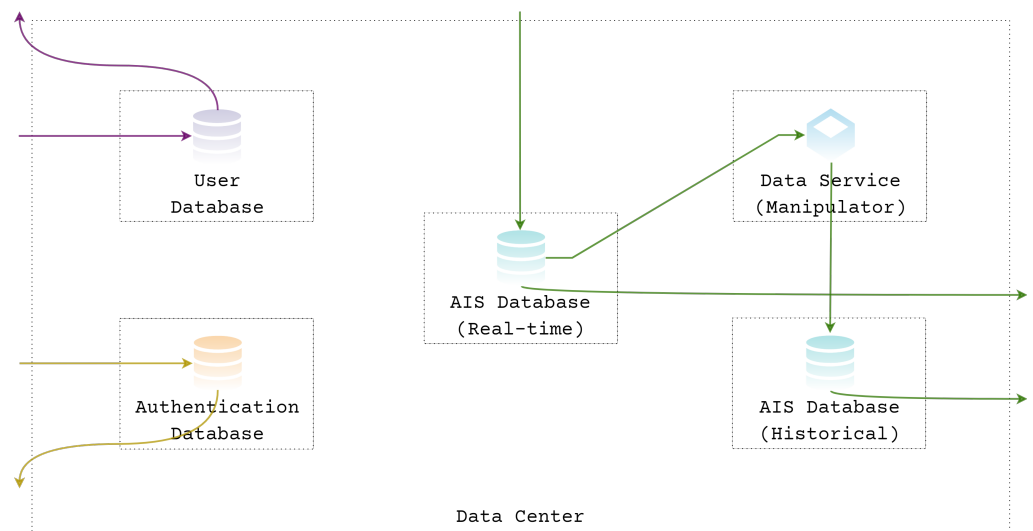 User
Database
Data Service
(Manipulator)
AIS Database
(Real-time)
Authentication
Database
AIS Database
(Historical)
Data Center